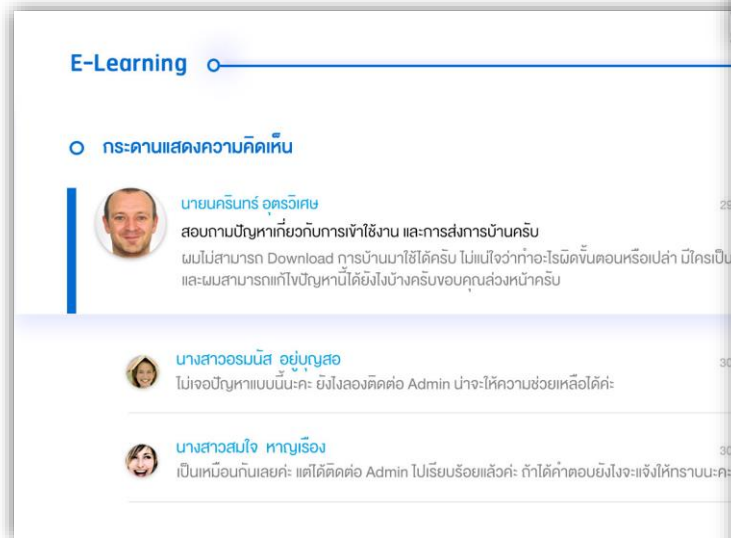 E-Learning
กระดานแสดงความคิดเห็น
นายนครินทร์ อุตรวิเศษ
29
สอบถามปัญหาเกี่ยวกับการเข้าใช้งาน และการส่งการบ้านครับ
ผมไม่สามารถ Download การบ้านมาใช้ได้ครับ ไม่แน่ใจว่าทำอะไรผิดขั้นตอนหรือเปล่า มีใครเป็น
และผมสามารถแก้ไขปัญหานี้ได้ยังไงบ้างครับขอบคุณล่วงหน้าครับ
นางสาวอรมนัส อยู่บุญสอ
30
ไม่เจอปัญหาแบบนี้นะคะ ยังไงลองติดต่อ Admin น่าจะให้ความช่วยเหลือได้ค่ะ
นางสาวสมใจ หาญเรือง
30
เป็นเหมือนกันเลยค่ะ แต่ได้ติดต่อ Admin ไปเรียบร้อยแล้วค่ะ ถ้าได้คำตอบยังไงจะแจ้งให้ทราบนะคะ